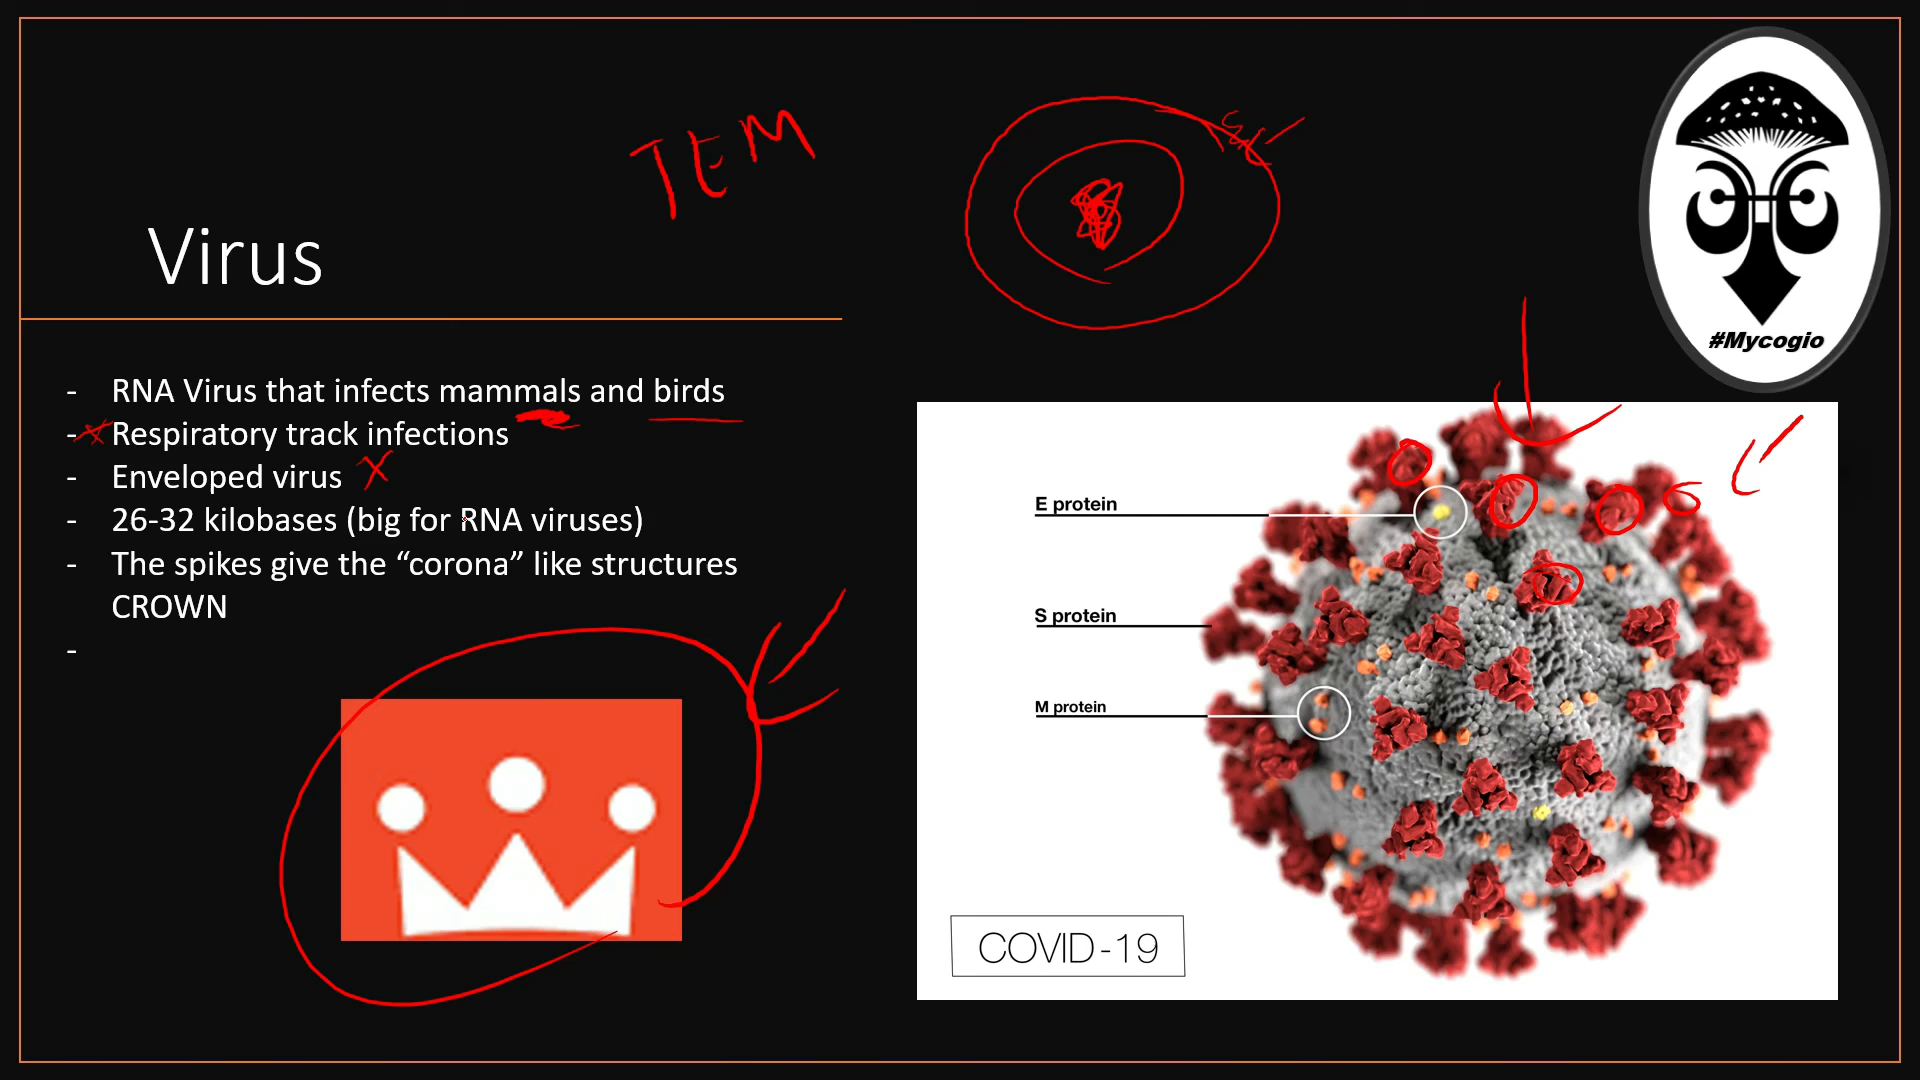 TEM
#Mycogio
Virus
- RNA Virus that infects mammals and birds
- Respiratory track infections
- Enveloped virus
- 26-32 kilobases (big for RNA viruses)
- The spikes give the “corona” like structures
CROWN
-
E protein
S protein
M protein
COVID-19